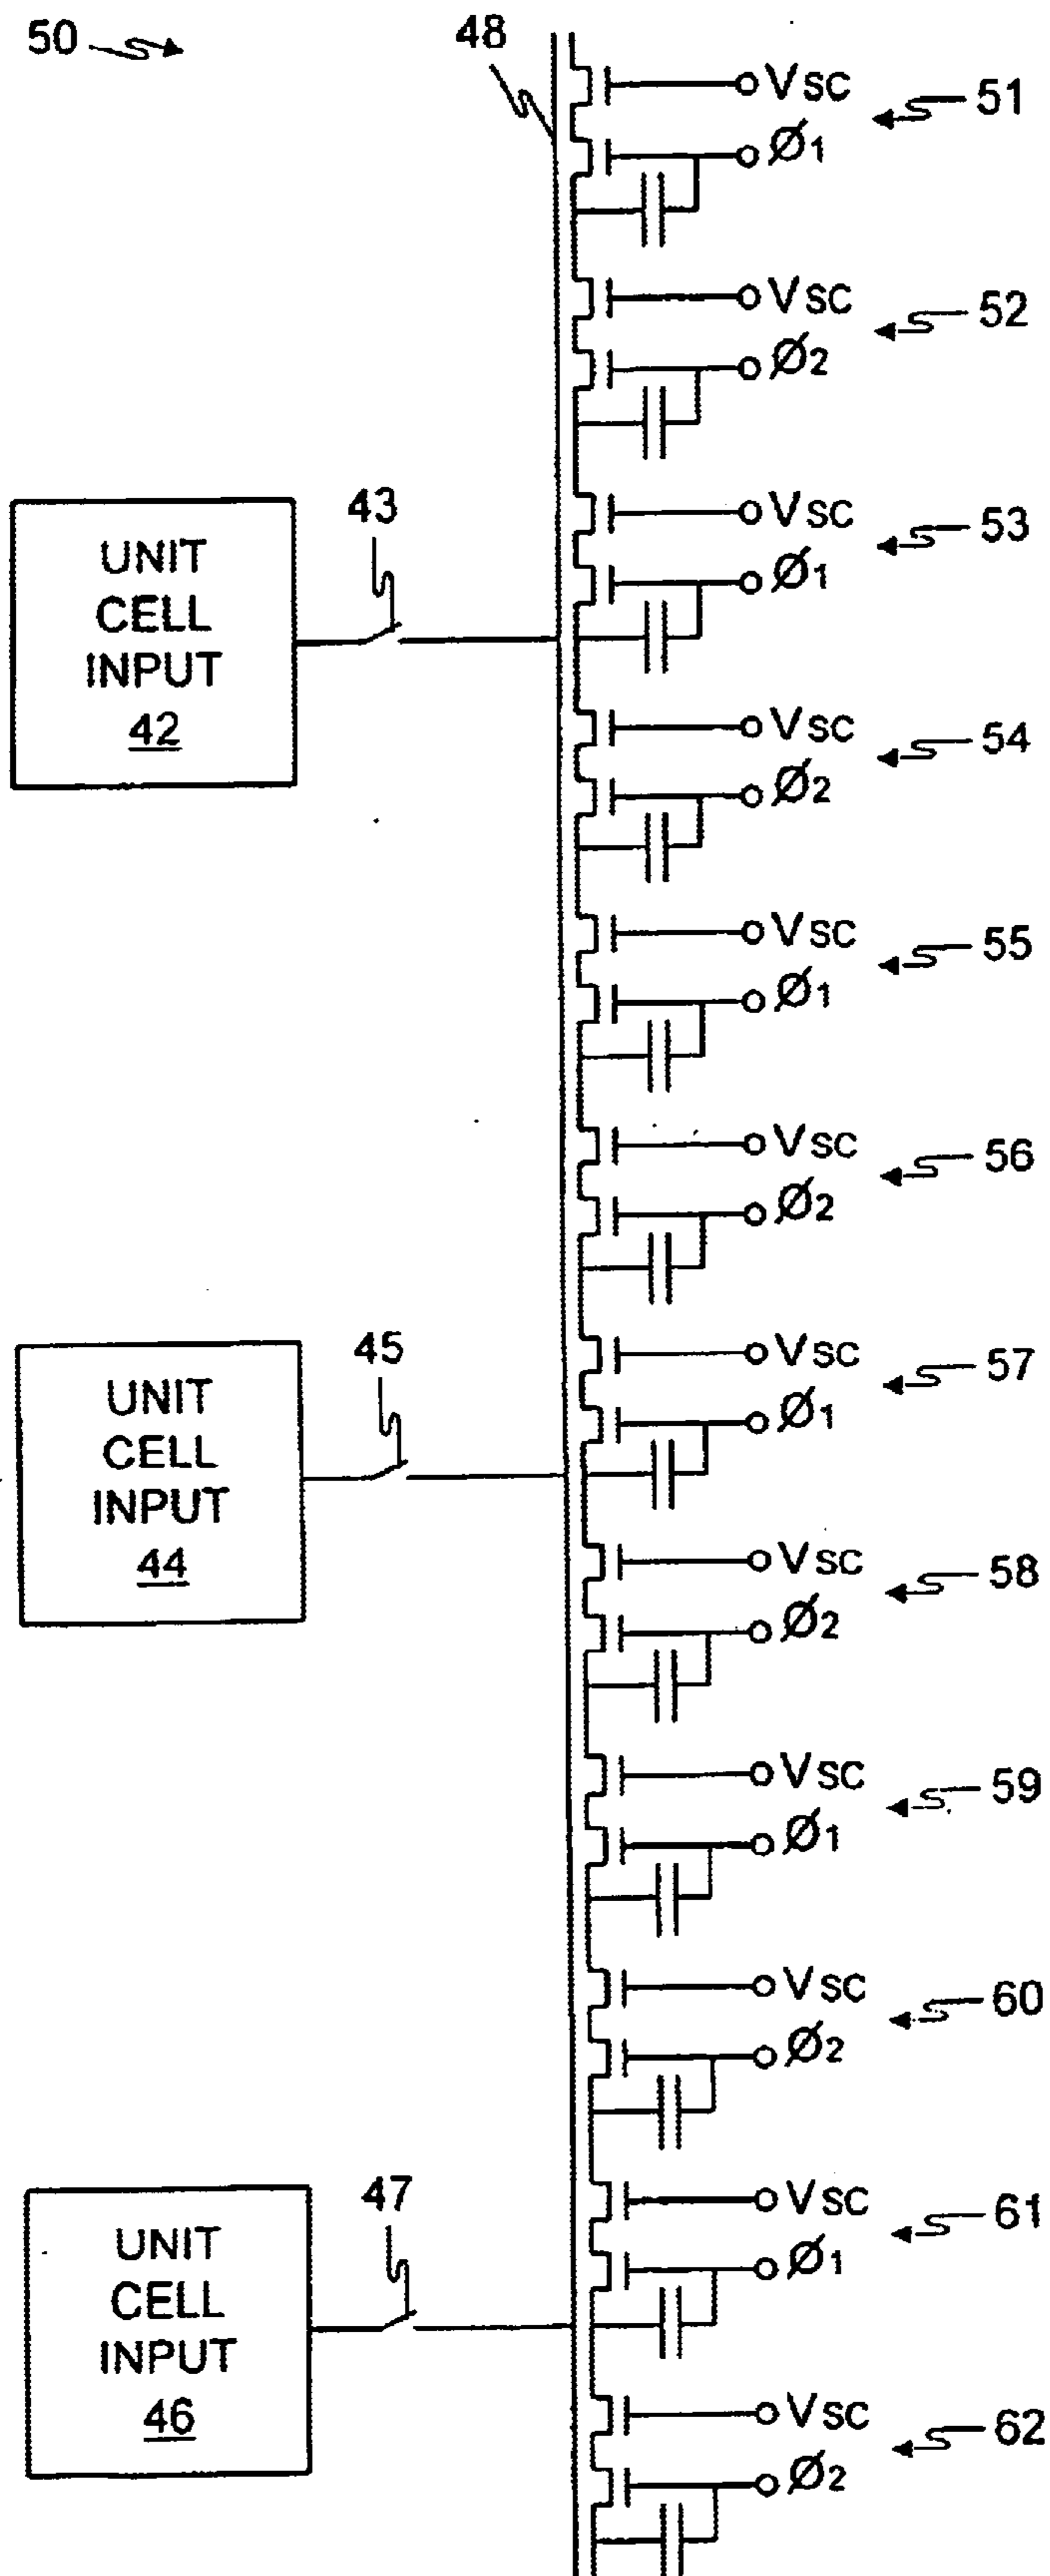 50
48
VSC
51
Ø1
VSC
52
Ø2
VSC
53
Ø1
43
UNIT
CELL
INPUT
42
VSC
54
Ø2
VSC
55
Ø1
VSC
56
Ø2
VSC
57
Ø1
45
UNIT
CELL
INPUT
44
VSC
58
Ø2
VSC
59
Ø1
VSC
60
Ø2
VSC
61
Ø1
47
UNIT
CELL
INPUT
46
VSC
62
Ø2